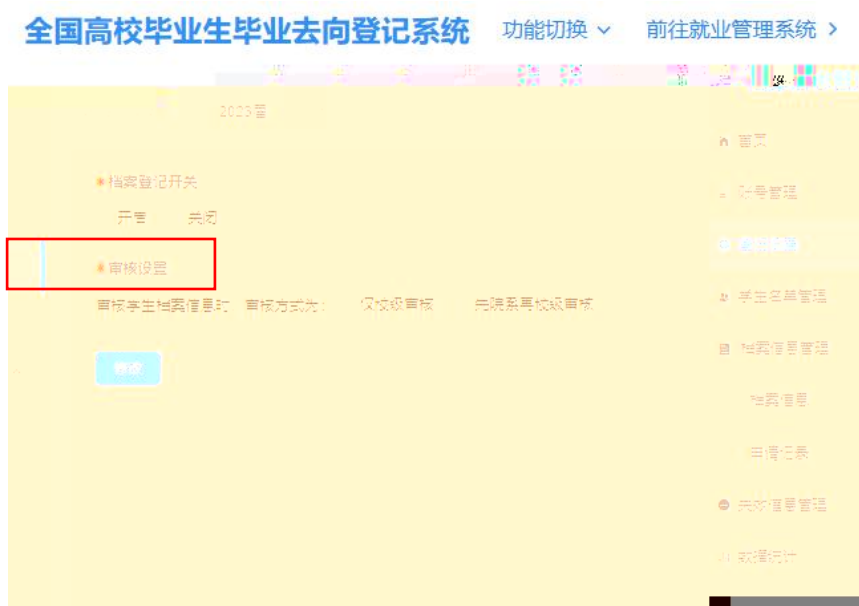 全国高校毕业生毕业去向登记系统 功能切换 前往就业管理系统
2023届
首页
*档案登记开关
账号管理
开启 关闭
*审核设置
审核学生档案信息时，审核方式为： 仅校级审核 先院系再校级审核
学生名单管理
修改
档案信息管理
档案信息
申请记录
数据统计